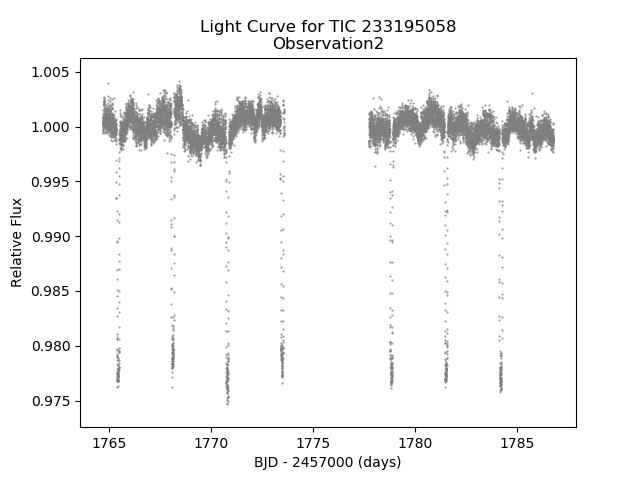 Light Curve for TIC 233195058
Observation2
1.005
1.000
0.995
0.990
0.985
0.980
0.975
Relative Flux
1765 1770 1775 1780 1785
BJD - 2457000 (days)